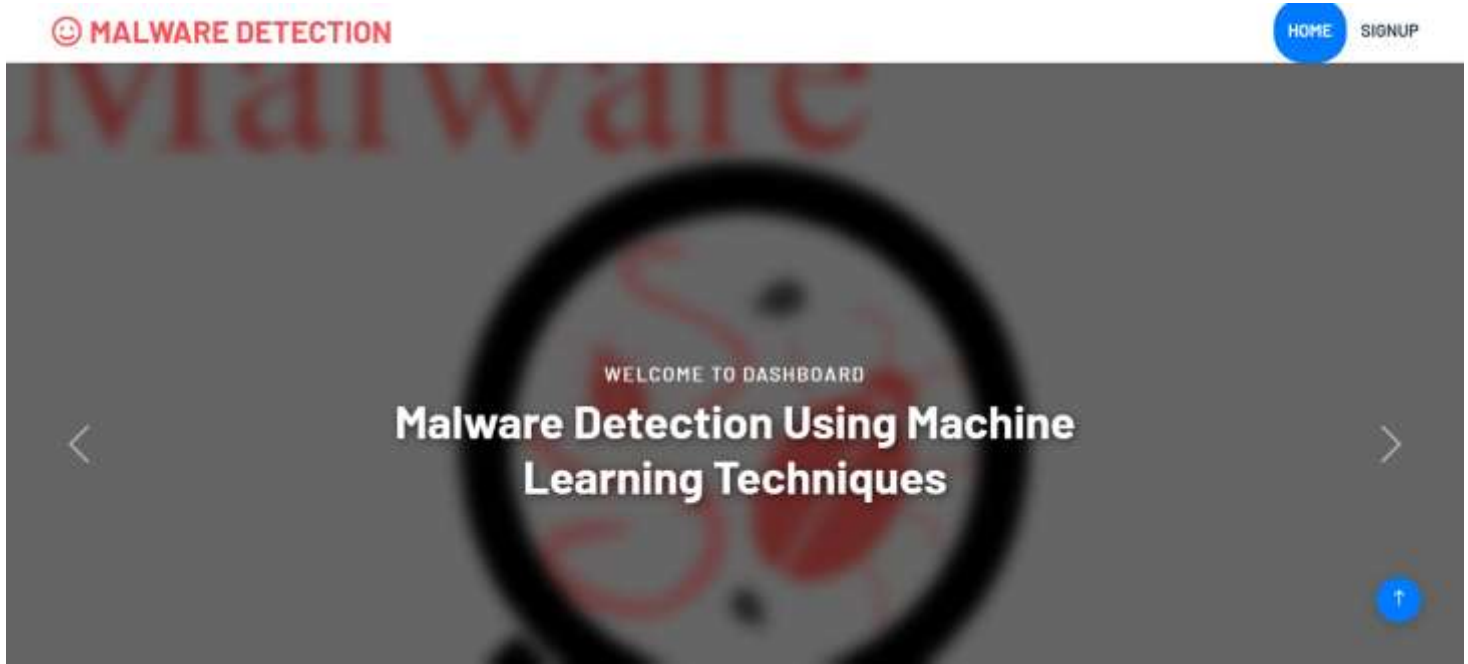 MALWARE DETECTION
HOME
SIGNUP
Malware
WELCOME TO DASHBOARD
Malware Detection Using Machine
Learning Techniques